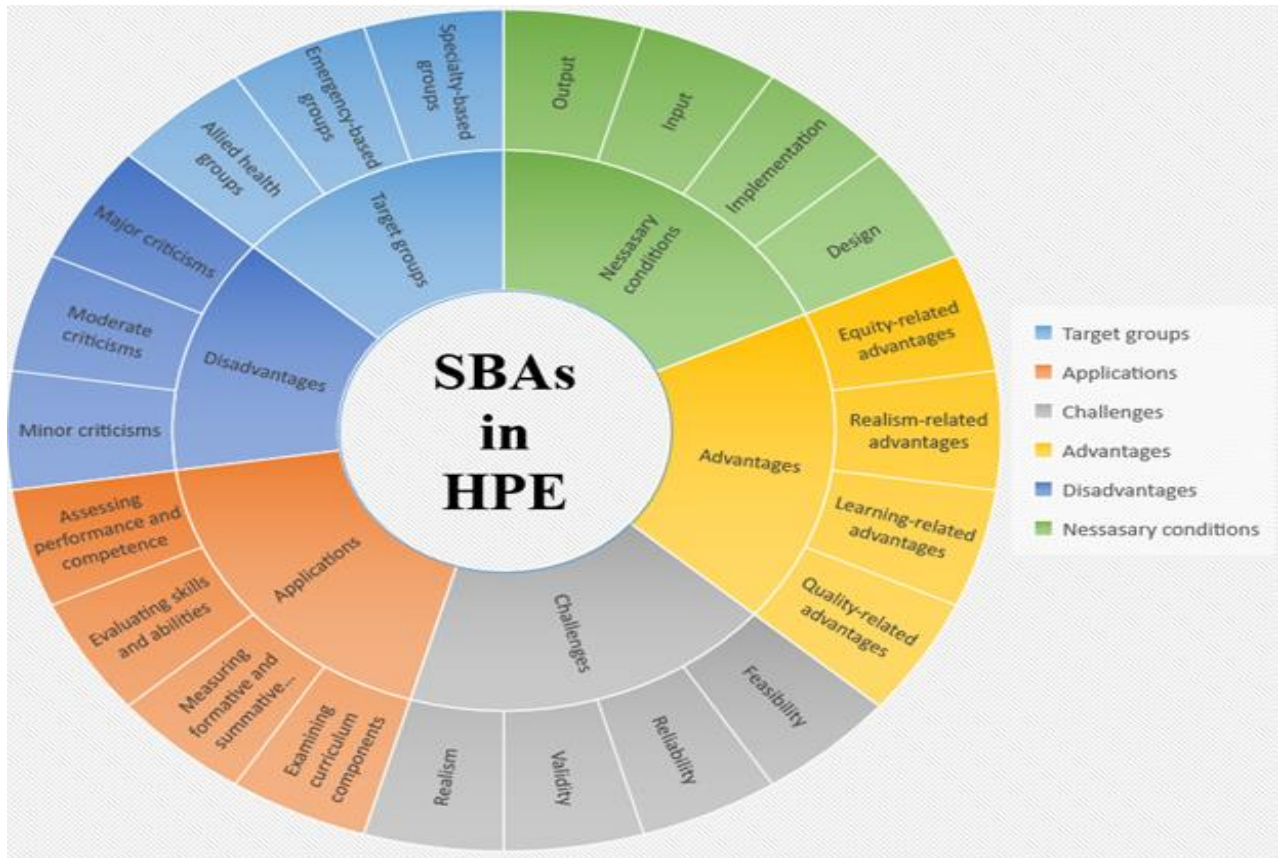 SBAs
in
HPE
Target groups
Specialty-based
groups
Emergency-based
groups
Allied health
groups
Nessasary
conditions
Output
Input
Implementation
Design
Advantages
Equity-related
advantages
Realism-related
advantages
Learning-related
advantages
Quality-related
advantages
Challenges
Feasibility
Reliability
Validity
Realism
Applications
Examining
curriculum
components
Measuring
formative and
summative...
Evaluating skills
and abilities
Assessing
performance and
competence
Disadvantages
Minor criticisms
Moderate
criticisms
Major criticisms
Target groups
Applications
Challenges
Advantages
Disadvantages
Nessasary conditions